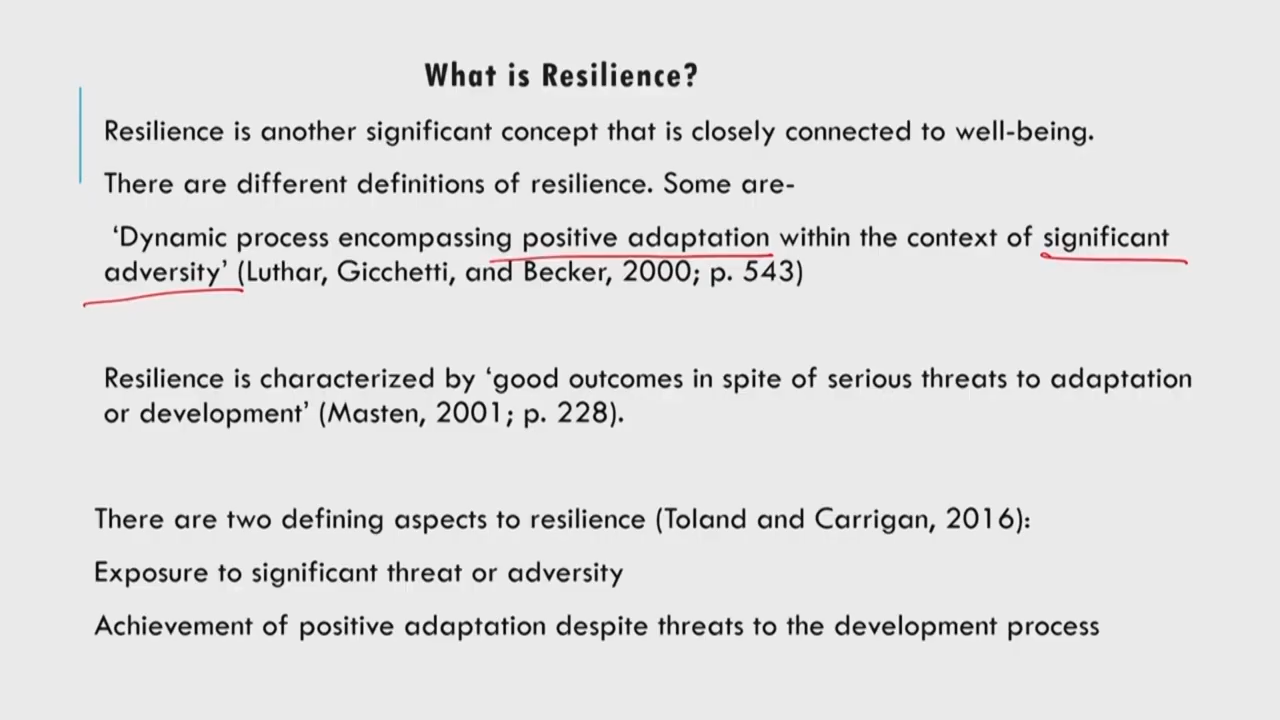 What is Resilience?
Resilience is another significant concept that is closely connected to well-being.
There are different definitions of resilience. Some are-
‘Dynamic process encompassing positive adaptation within the context of significant
adversity’ (Luthar, Gicchetti, and Becker, 2000; p. 543)
Resilience is characterized by ‘good outcomes in spite of serious threats to adaptation
or development’ (Masten, 2001; p. 228).
There are two defining aspects to resilience (Toland and Carrigan, 2016):
Exposure to significant threat or adversity
Achievement of positive adaptation despite threats to the development process